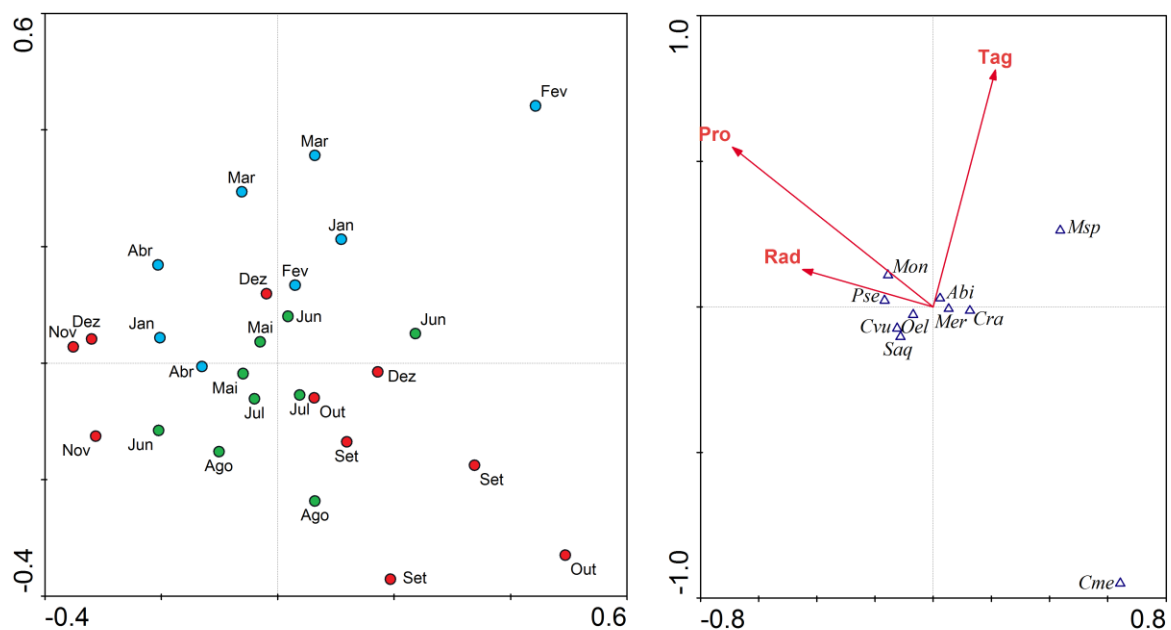 0.6
Fev
Mar
Mar
Jan
Abr
Dez
Fev
Jun
Jun
Mai
Nov
Dez
Jan
Abr
Mai
Dez
Jul
Jul
Out
Nov
Jun
Ago
Set
Set
Ago
Out
Set
-0.4
-0.4
0.6
1.0
Tag
Pro
Msp
Rad
Mon
Pse
Abi
Cvu
Oel
Mer
Cra
Saq
Cme
-1.0
-0.8
0.8